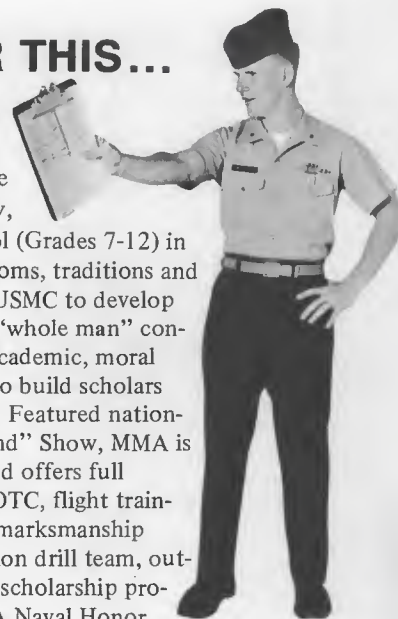 THIS...
l (Grades 7-12) in
oms, traditions and
USMC to develop
"whole man" con-
cademic, moral
o build scholars
Featured nation-
nd" Show, MMA is
d offers full
OTC, flight train-
marksmanship
on drill team, out-
scholarship pro-
A Naval Honor